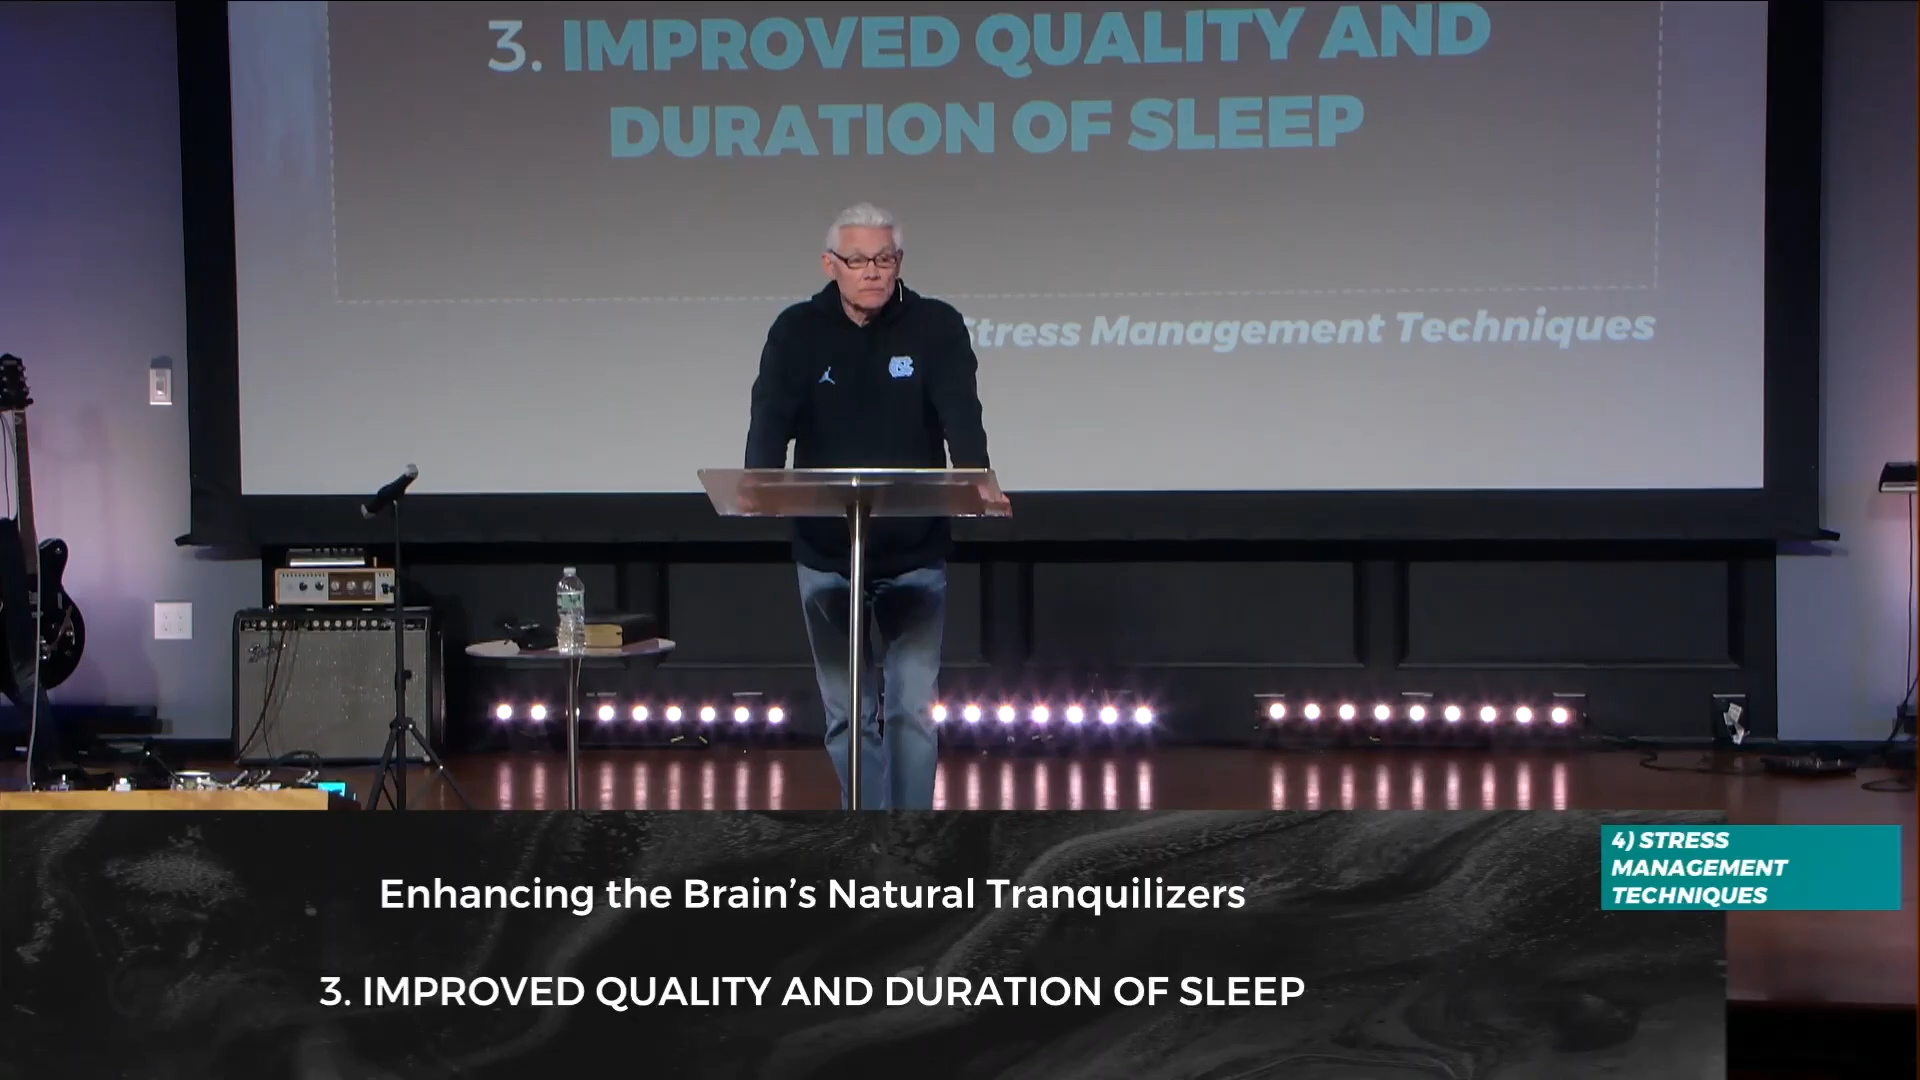 3. IMPROVED QUALITY AND
DURATION OF SLEEP
Stress Management Techniques
Fender
Enhancing the Brain’s Natural Tranquilizers
3. IMPROVED QUALITY AND DURATION OF SLEEP
4) STRESS
MANAGEMENT
TECHNIQUES